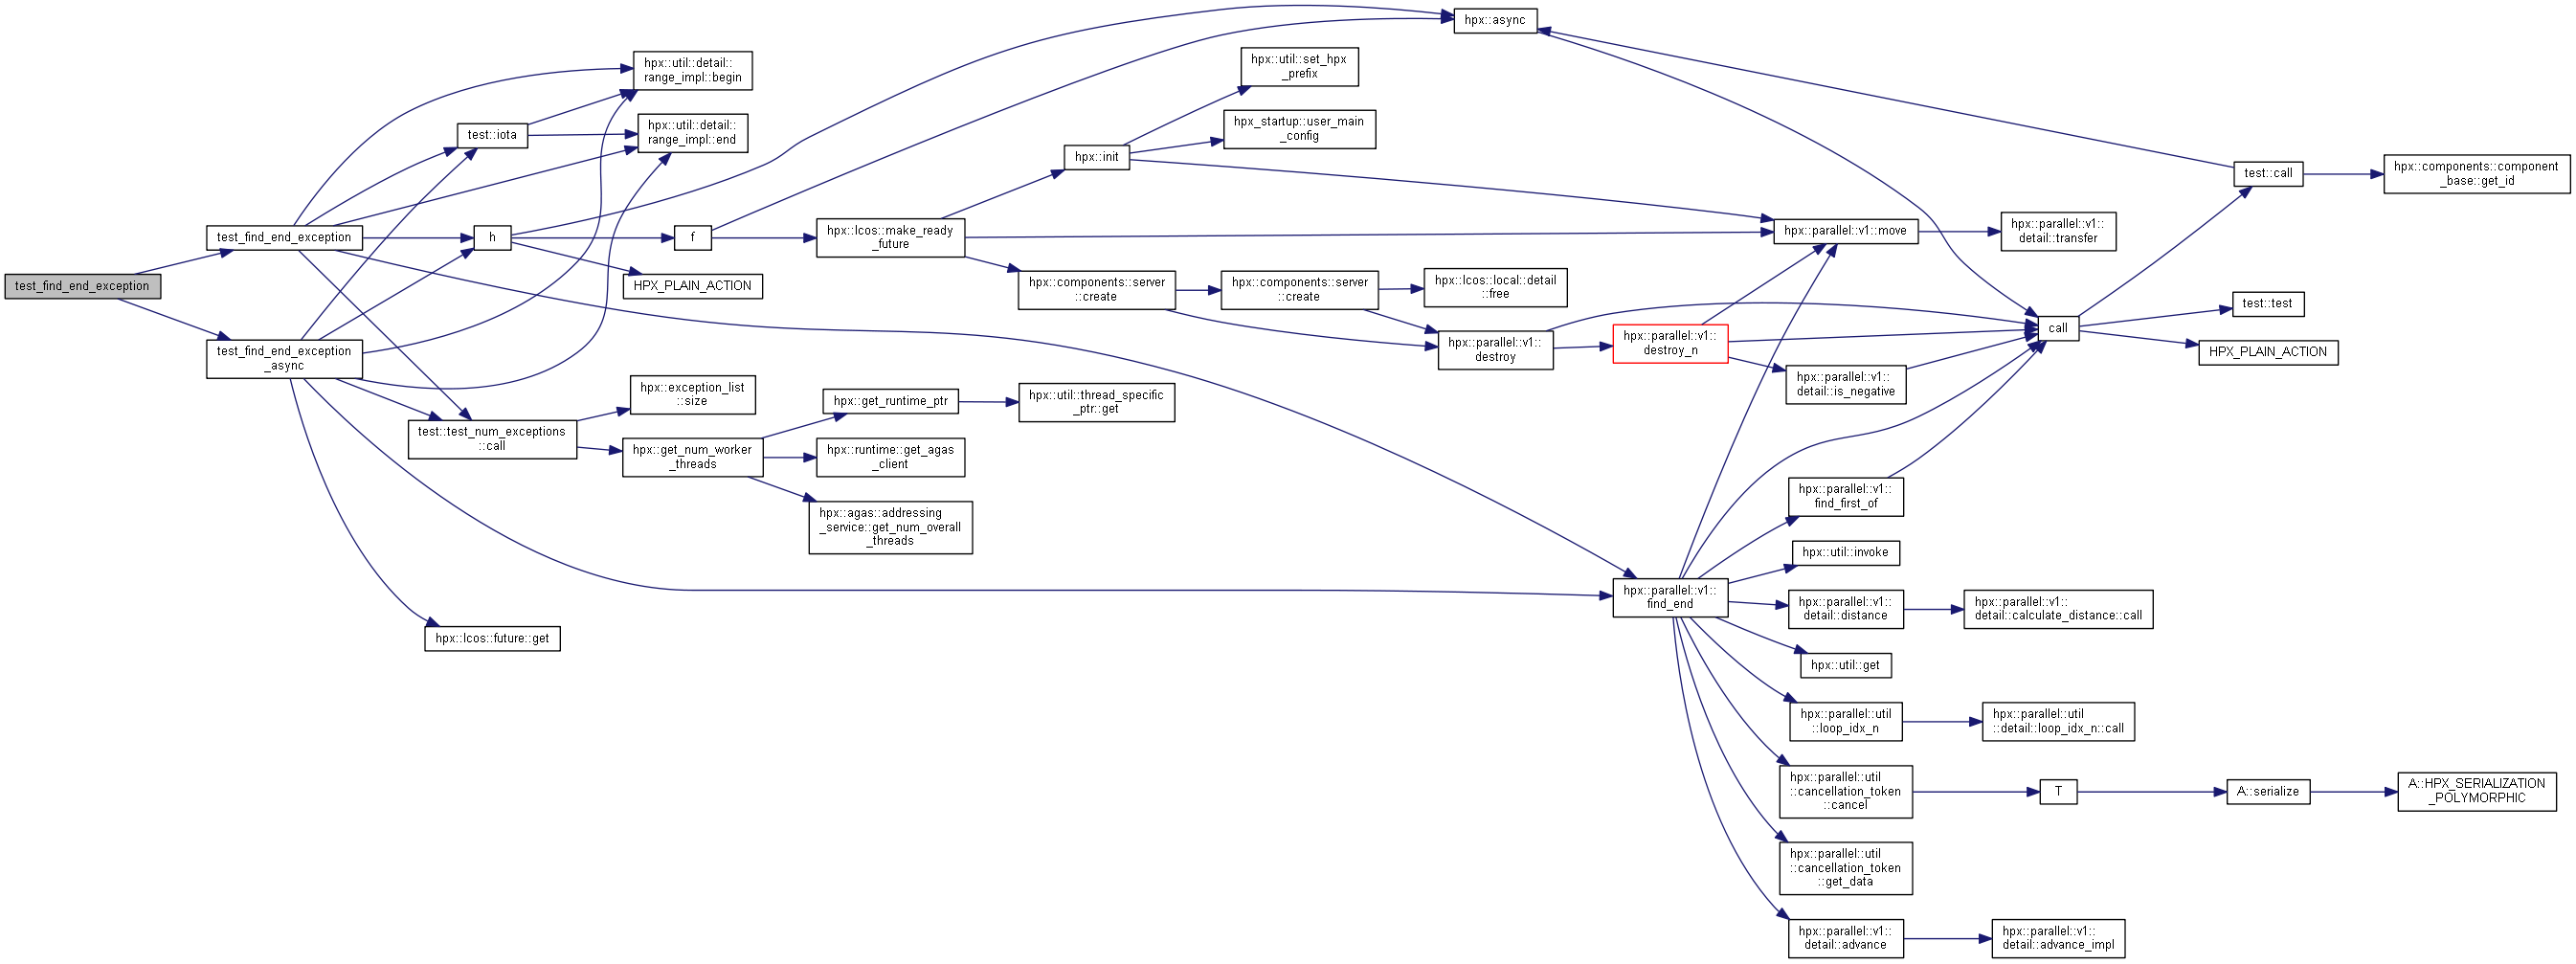 test_find_end_exception
test_find_end_exception
test_find_end_exception
_async
hpx::util::detail::
range_impl::begin
test::iota
hpx::util::detail::
range_impl::end
h
HPX_PLAIN_ACTION
test::test_num_exceptions
::call
hpx::exception_list
::size
hpx::get_num_worker
_threads
hpx::lcos::future::get
f
hpx::lcos::make_ready
_future
hpx::get_runtime_ptr
hpx::runtime::get_agas
_client
hpx::agas::addressing
_service::get_num_overall
_threads
hpx::util::thread_specific
_ptr::get
hpx::init
hpx::components::server
::create
hpx::util::set_hpx
_prefix
hpx_startup::user_main
_config
hpx::components::server
::create
hpx::async
hpx::lcos::local::detail
::free
hpx::parallel::v1::
destroy
hpx::parallel::v1::
destroy_n
hpx::parallel::v1::
find_end
hpx::parallel::v1::move
hpx::parallel::v1::
detail::is_negative
hpx::parallel::v1::
find_first_of
hpx::util::invoke
hpx::parallel::v1::
detail::distance
hpx::util::get
hpx::parallel::util
::loop_idx_n
hpx::parallel::util
::cancellation_token
::cancel
hpx::parallel::util
::cancellation_token
::get_data
hpx::parallel::v1::
detail::advance
hpx::parallel::v1::
detail::transfer
call
hpx::parallel::v1::
detail::calculate_distance::call
hpx::parallel::util
::detail::loop_idx_n::call
T
hpx::parallel::v1::
detail::advance_impl
test::call
test::test
HPX_PLAIN_ACTION
A::serialize
hpx::components::component
_base::get_id
A::HPX_SERIALIZATION
_POLYMORPHIC